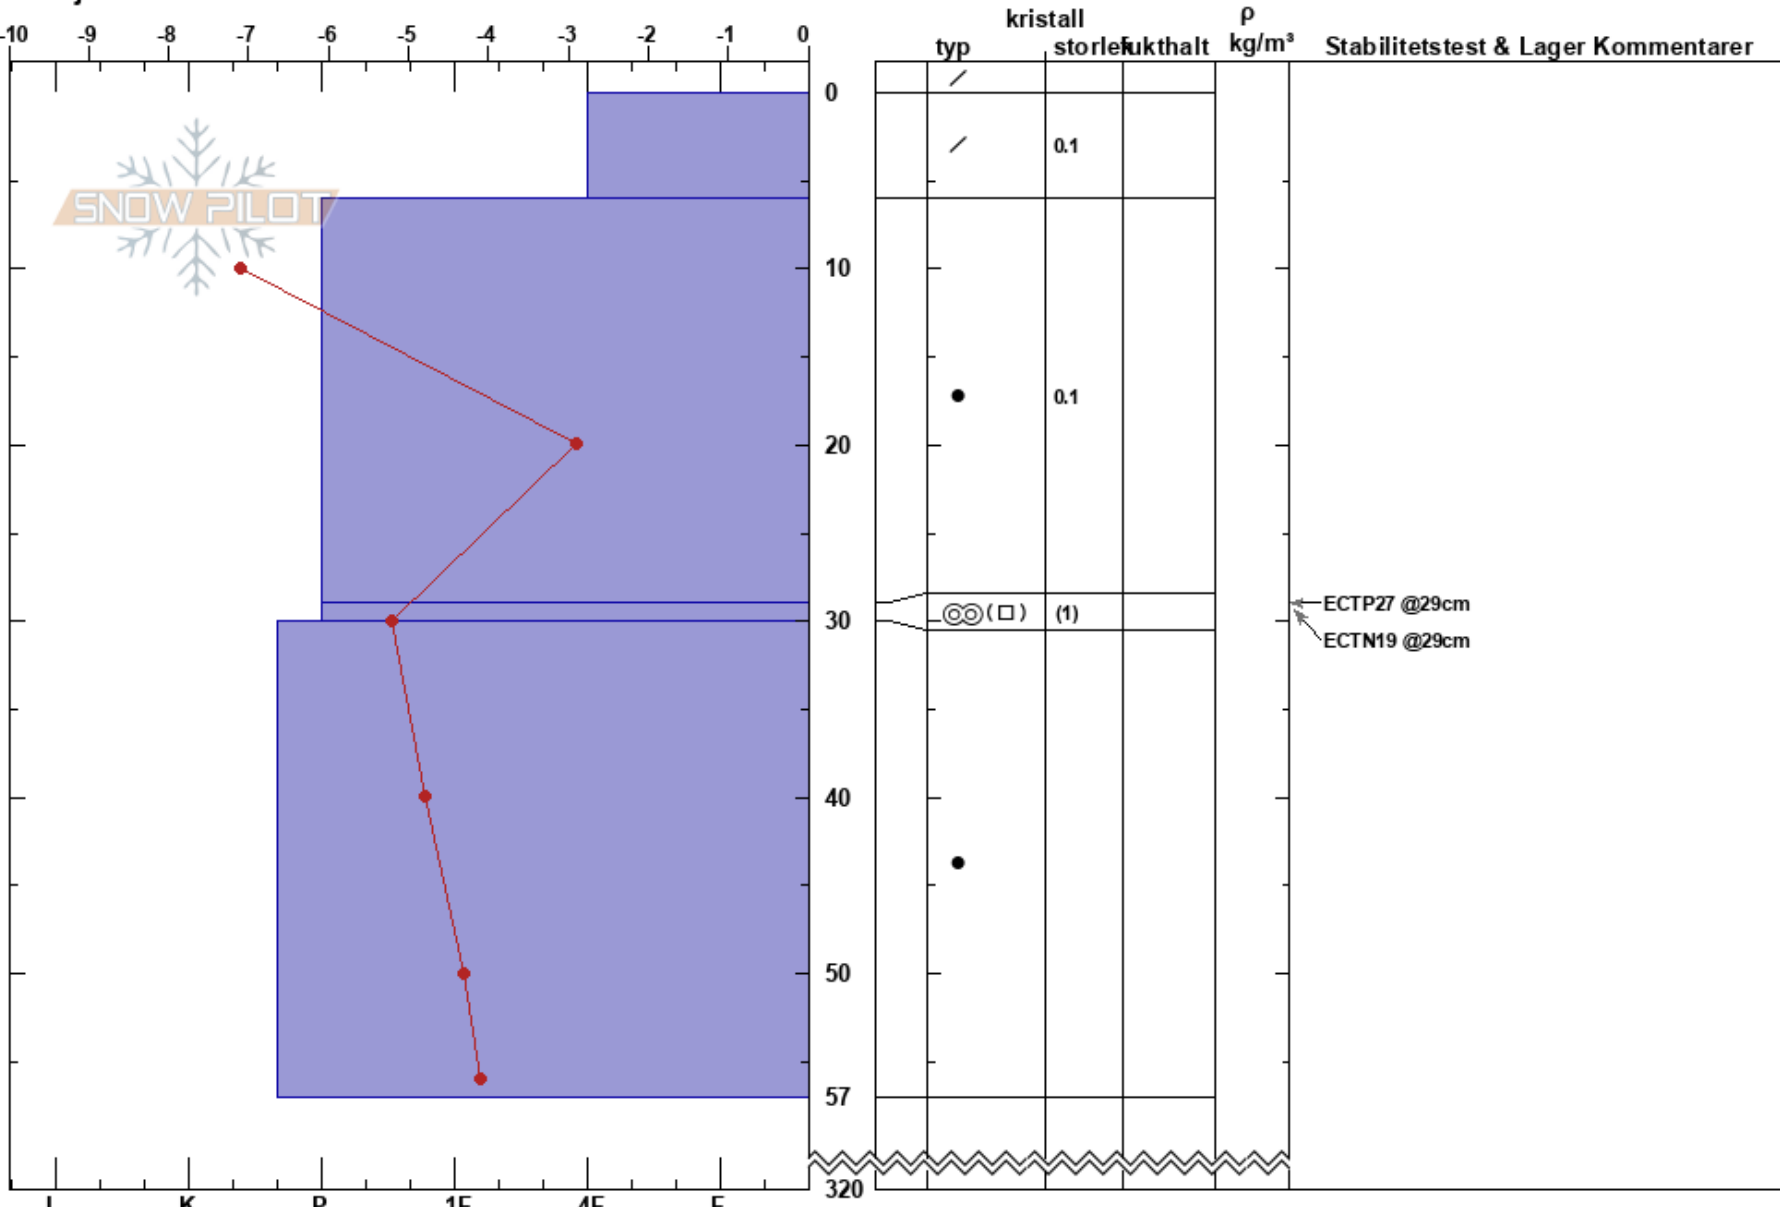 kristall ρ
-10 -9 -8 -7 -6 -5 -4 -3 -2 -1 0 typ storlek fukthalt kg/m³ Stabilitetstest & Lager Kommentarer
0
0.1
SNOW PILOT
10
0.1
20
ECTP27 @29cm
30 (1)
ECTN19 @29cm
40
50
57
320
I K P 1F 4F F